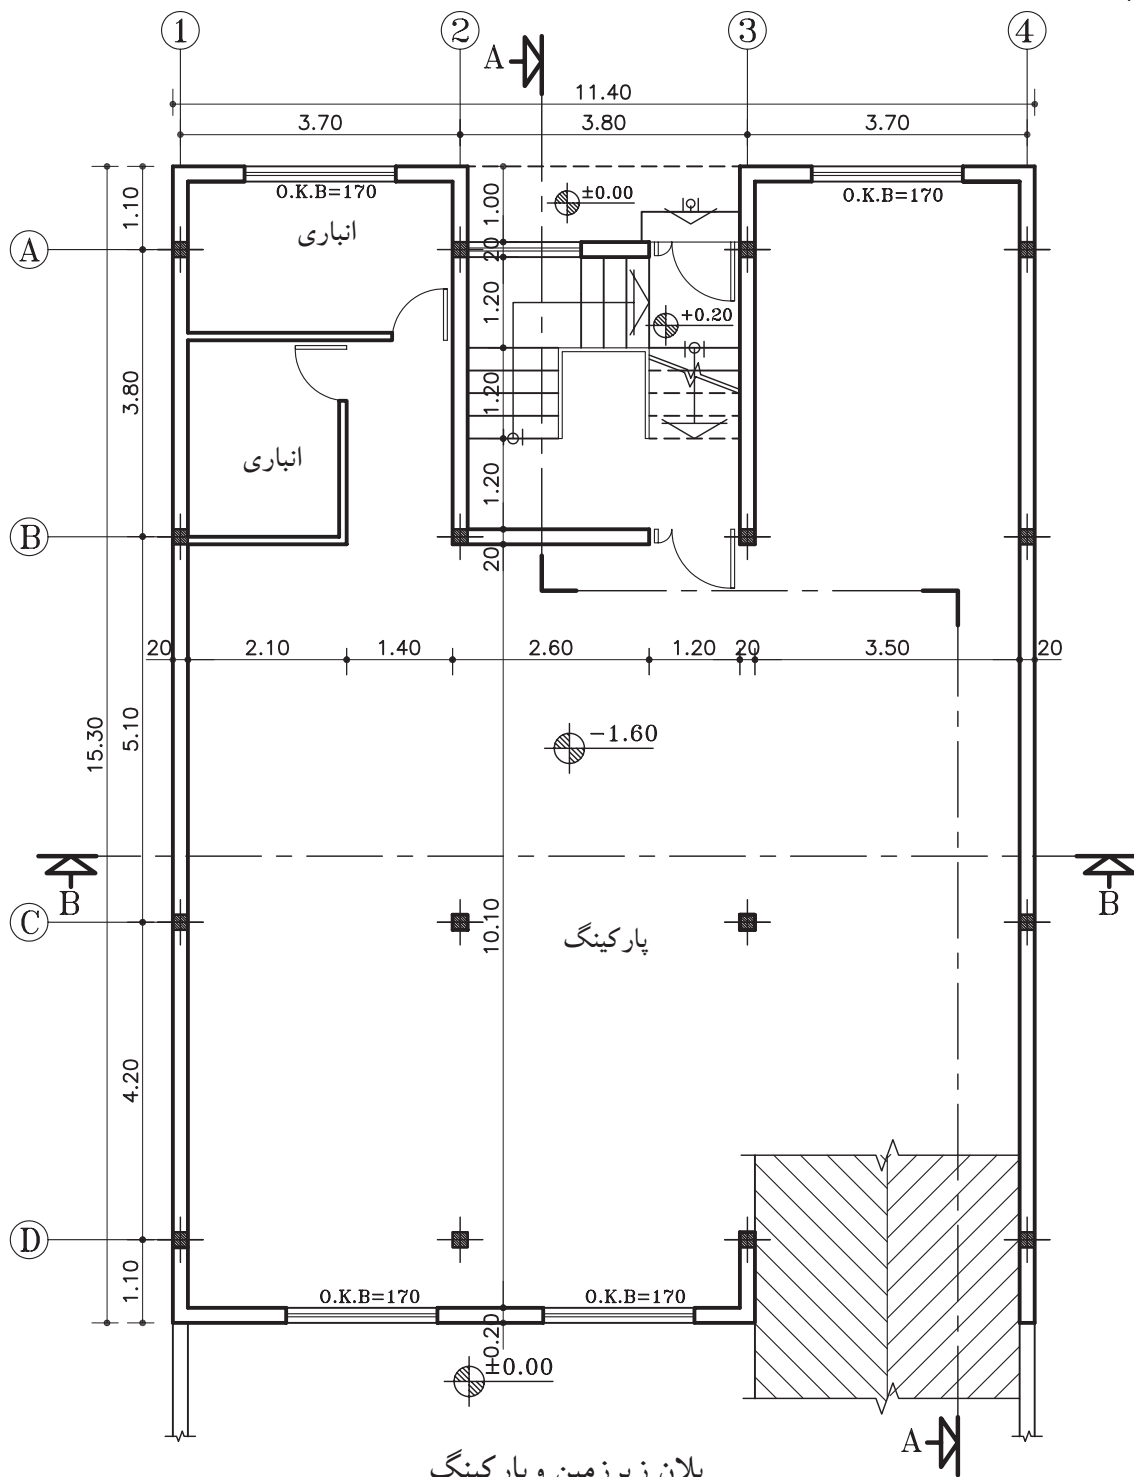 1 2 3 4
A
11.40
3.70 3.80 3.70
O.K.B=170 ±0.00 O.K.B=170
1.10 1.00
انباری
A
20
1.20 +0.20
3.80 1.20
انباری
1.20
B
20
20 2.10 1.40 2.60 1.20 20 3.50 20
15.30 5.10 −1.60
B B
C
10.10
پارکینگ
4.20
D
1.10
O.K.B=170 O.K.B=170
±0.20
±0.00
A
پلان زیرزمین و پارکینگ